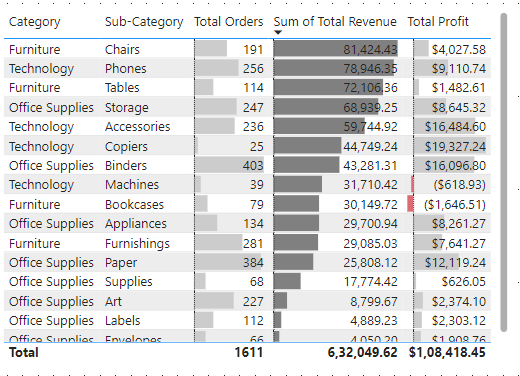 Category Sub-Category Total Orders Sum of Total Revenue Total Profit
Furniture Chairs 191 81,424.43 $4,027.58
Technology Phones 256 78,946.35 $9,110.74
Furniture Tables 114 72,106.36 $1,482.61
Office Supplies Storage 247 68,939.25 $8,645.32
Technology Accessories 236 59,744.92 $16,484.60
Technology Copiers 25 44,749.24 $19,327.24
Office Supplies Binders 403 43,281.31 $16,096.80
Technology Machines 39 31,710.42 ($618.93)
Furniture Bookcases 79 30,149.72 ($1,646.51)
Office Supplies Appliances 134 29,700.94 $8,261.27
Furniture Furnishings 281 29,085.03 $7,641.27
Office Supplies Paper 384 25,808.12 $12,119.24
Office Supplies Supplies 68 17,774.42 $626.05
Office Supplies Art 227 8,799.67 $2,374.10
Office Supplies Labels 112 4,889.23 $2,303.12
Office Supplies Envelopes 66 4,050.20 $1,908.76
Total 1611 6,32,049.62 $1,08,418.45